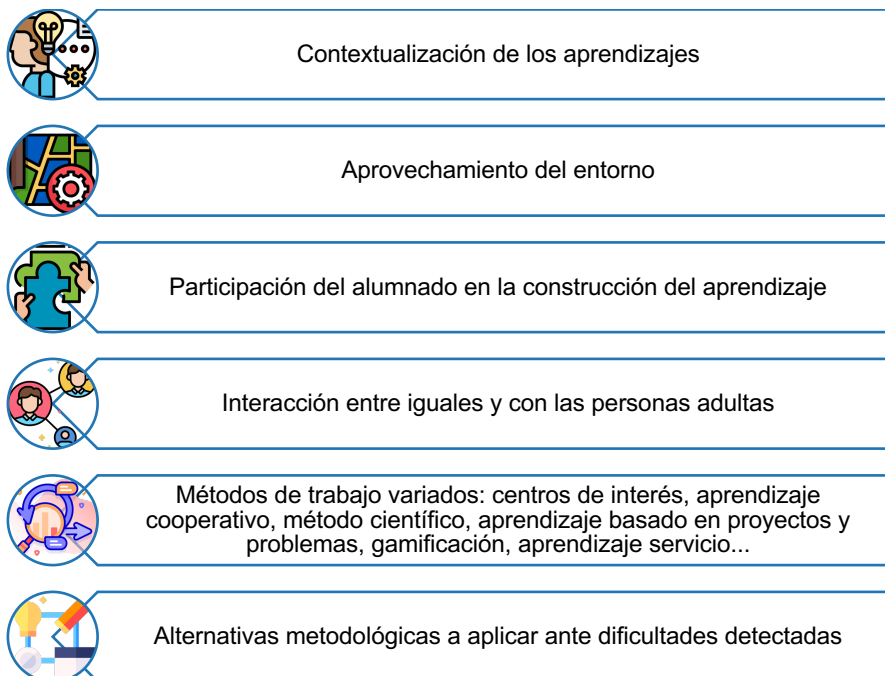 Contextualización de los aprendizajes
Aprovechamiento del entorno
Participación del alumnado en la construcción del aprendizaje
Interacción entre iguales y con las personas adultas
Métodos de trabajo variados: centros de interés, aprendizaje
cooperativo, método científico, aprendizaje basado en proyectos y
problemas, gamificación, aprendizaje servicio...
Alternativas metodológicas a aplicar ante dificultades detectadas